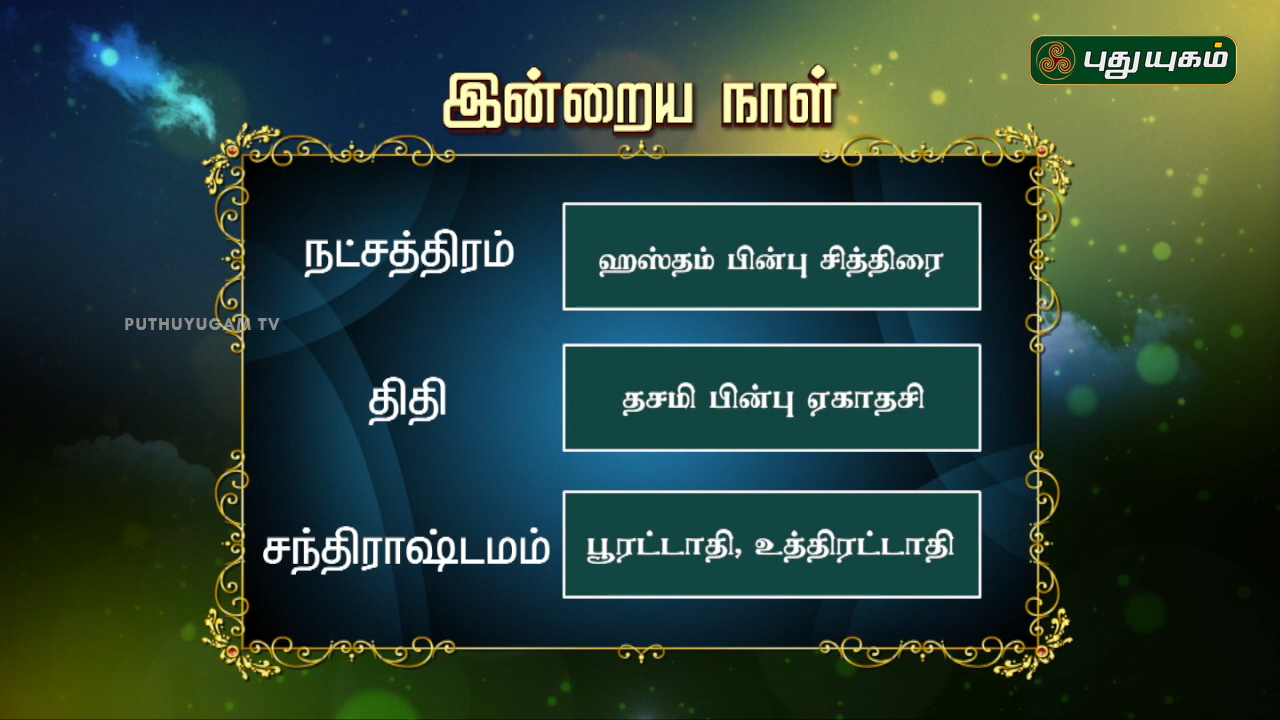 புதுயுகம்
இன்றைய நாள்
நட்சத்திரம் ஹஸ்தம் பின்பு சித்திரை
PUTHUYUGAM TV
திதி தசமி பின்பு ஏகாதசி
சந்திராஷ்டமம் பூரட்டாதி, உத்திரட்டாதி